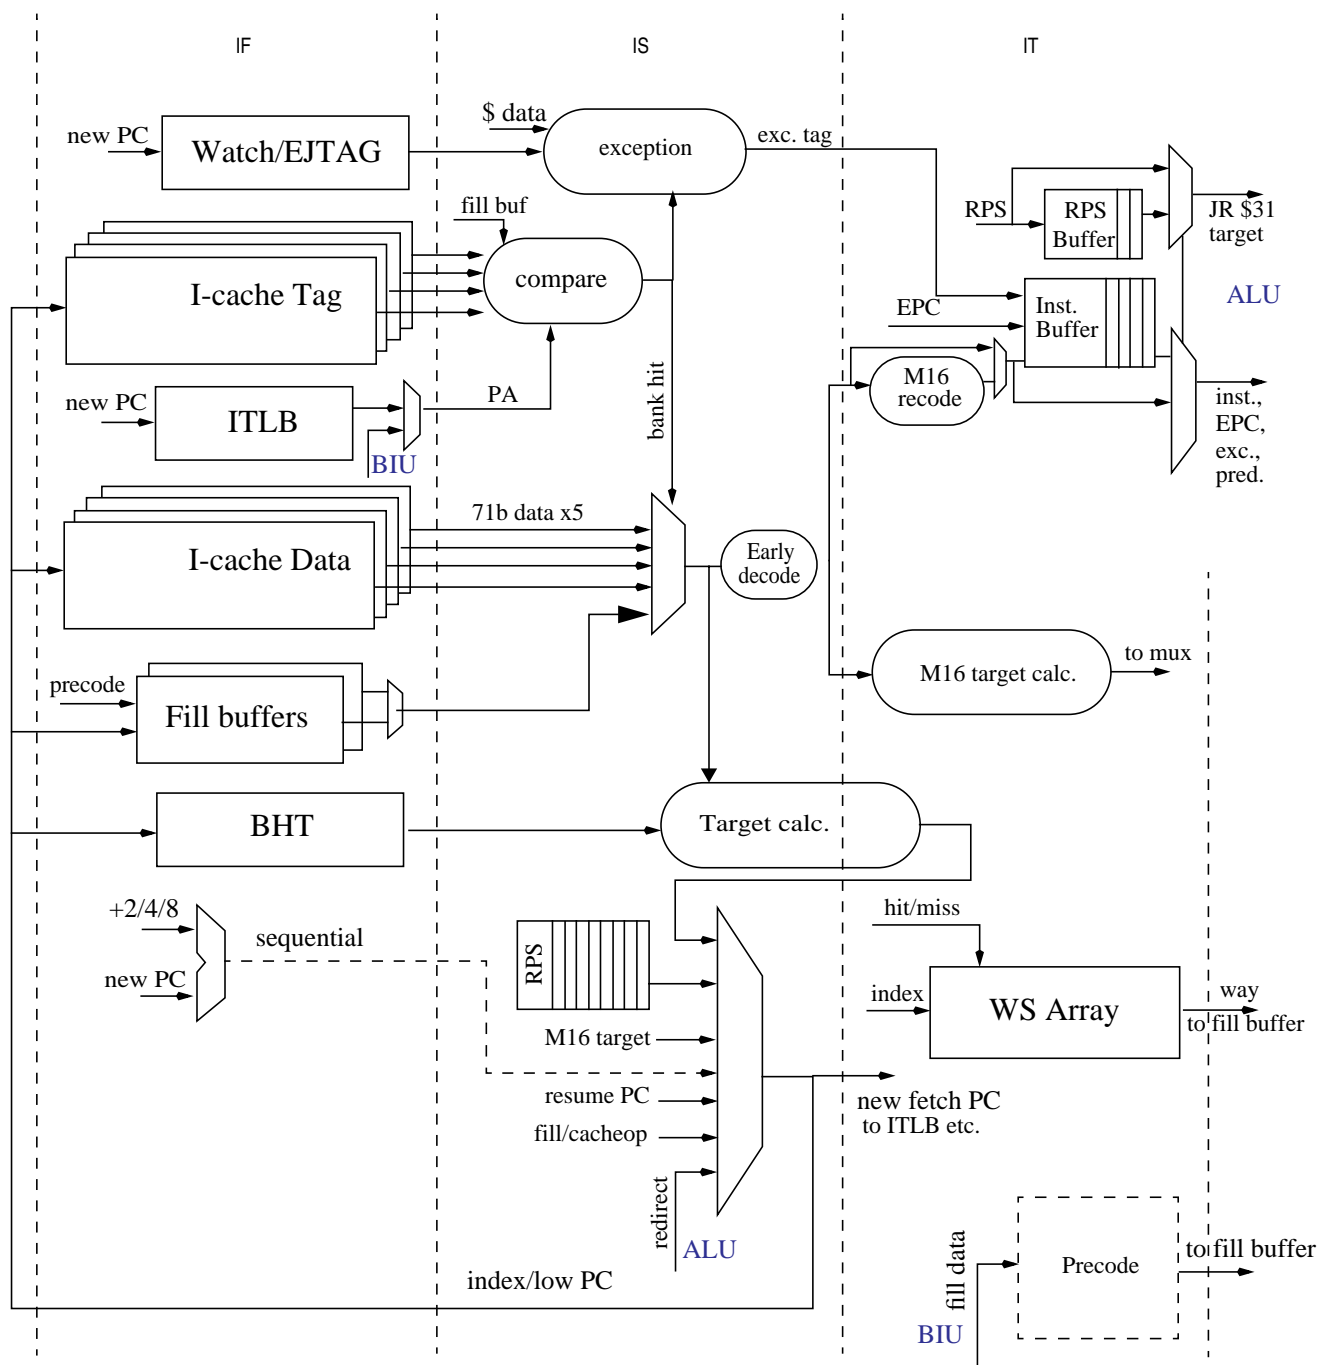 IF
IS
IT
new PC
Watch/EJTAG
$ data
exception
exc. tag
RPS
RPS
Buffer
JR $31
target
ALU
fill buf
I-cache Tag
compare
EPC
Inst.
Buffer
M16
recode
inst.,
EPC,
exc.,
pred.
new PC
ITLB
BIU
PA
bank hit
71b data x5
I-cache Data
Early
decode
M16 target calc.
to mux
precode
Fill buffers
BHT
Target calc.
+2/4/8
new PC
sequential
RPS
M16 target
resume PC
fill/cacheop
redirect
ALU
hit/miss
index
WS Array
way
to fill buffer
new fetch PC
to ITLB etc.
index/low PC
fill data
BIU
Precode
to fill buffer